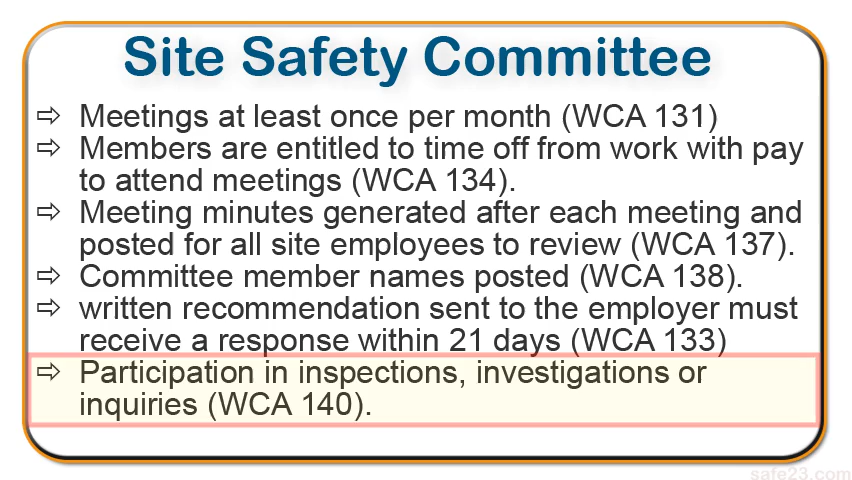 Site Safety Committee
⇨ Meetings at least once per month (WCA 131)
⇨ Members are entitled to time off from work with pay
to attend meetings (WCA 134).
⇨ Meeting minutes generated after each meeting and
posted for all site employees to review (WCA 137).
⇨ Committee member names posted (WCA 138).
⇨ written recommendation sent to the employer must
receive a response within 21 days (WCA 133)
⇨ Participation in inspections, investigations or
inquiries (WCA 140).
safe23.com